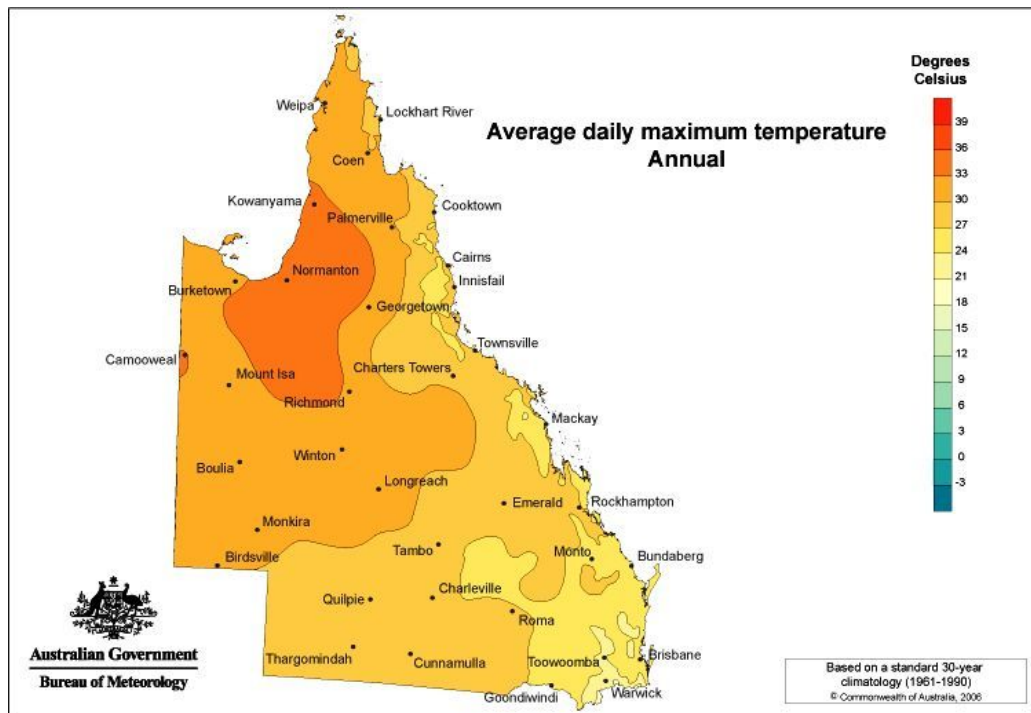 Average daily maximum temperature
Annual
Degrees
Celsius
39
36
33
30
27
24
21
18
15
12
9
6
3
0
-3
Weipa
Lockhart River
Coen
Kowanyama
Palmerville
Cooktown
Cairns
Normanton
Burketown
Innisfail
Georgetown
Townsville
Camooweal
Charters Towers
Mount Isa
Richmond
Mackay
Winton
Boulia
Longreach
Emerald
Rockhampton
Monkira
Tambo
Monto
Bundaberg
Birdsville
Charleville
Quilpie
Roma
Thargomindah
Cunnamulla
Toowoomba
Brisbane
Goondiwindi
Warwick
Australian Government
Bureau of Meteorology
Based on a standard 30-year
climatology (1961-1990)
© Commonwealth of Australia, 2006